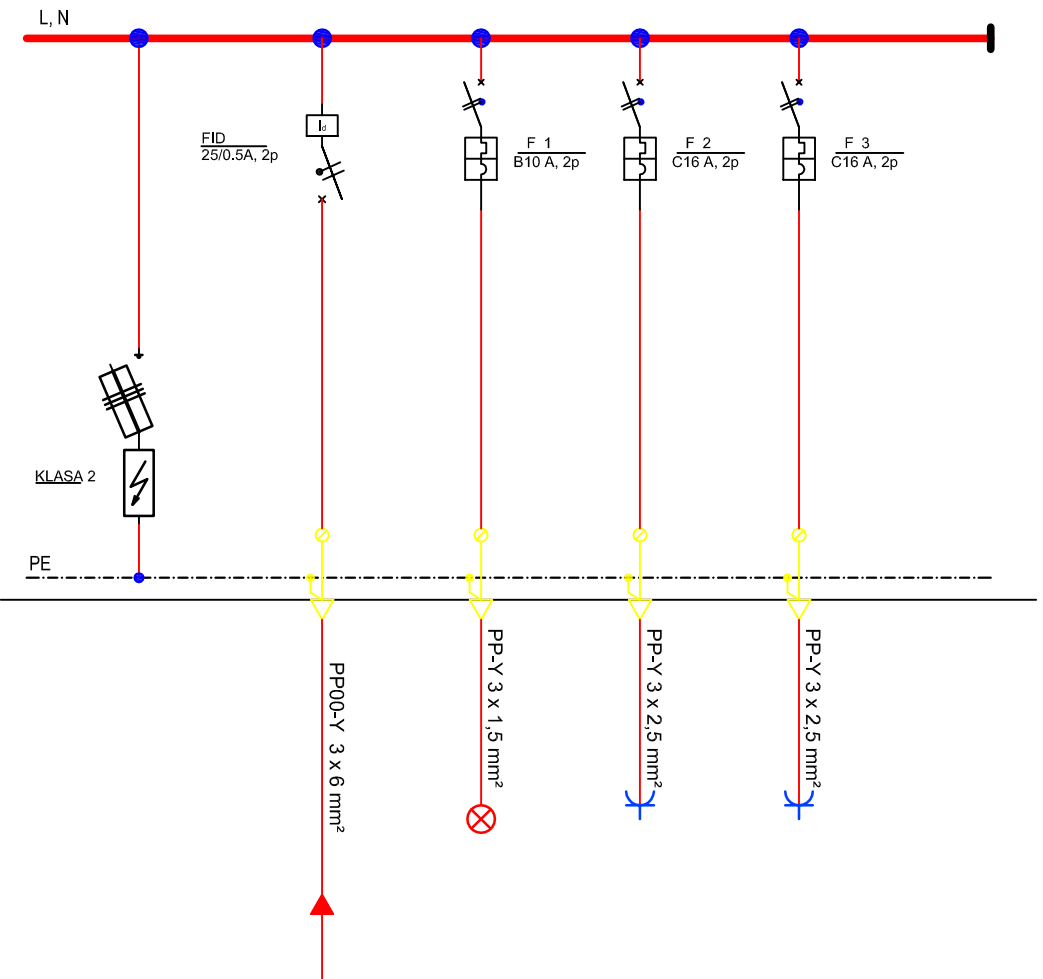 L, N
FID
25/0.5A, 2p
Id
F 1
B10 A, 2p
F 2
C16 A, 2p
F 3
C16 A, 2p
KLASA 2
PE
PP00-Y 3 x 6 mm²
PP-Y 3 x 1,5 mm²
PP-Y 3 x 2,5 mm²
PP-Y 3 x 2,5 mm²